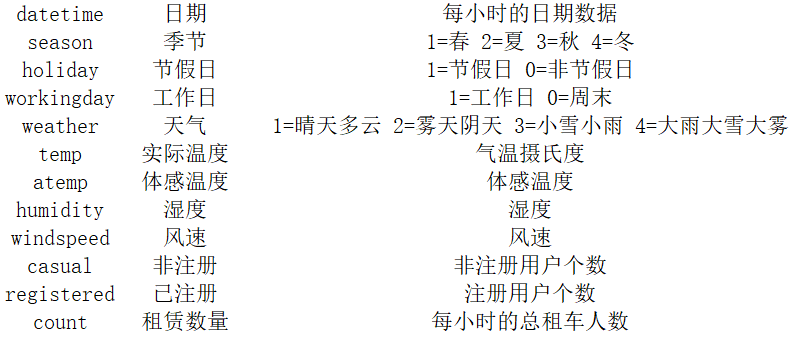 datetime 日期 每小时的日期数据
season 季节 1=春 2=夏 3=秋 4=冬
holiday 节假日 1=节假日 0=非节假日
workingday 工作日 1=工作日 0=周末
weather 天气 1=晴天多云 2=雾天阴天 3=小雪小雨 4=大雨大雪大雾
temp 实际温度 气温摄氏度
atemp 体感温度 体感温度
humidity 湿度 湿度
windspeed 风速 风速
casual 非注册 非注册用户个数
registered 已注册 注册用户个数
count 租赁数量 每小时的总租车人数